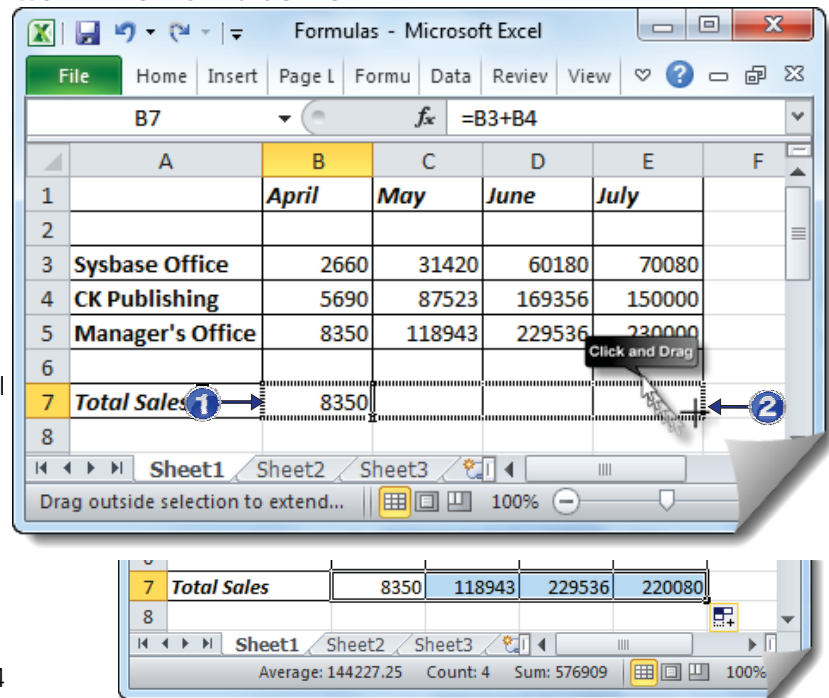 Formulas - Microsoft Excel
File Home Insert Page L Formu Data Reviev View
B7 fx =B3+B4
A B C D E F
1 April May June July
2
3 Sysbase Office 2660 31420 60180 70080
4 CK Publishing 5690 87523 169356 150000
5 Manager's Office 8350 118943 229536 230000
Click and Drag
6
7 Total Sales 1 8350 2
8
Sheet1 Sheet2 Sheet3
Drag outside selection to extend... 100%
7 Total Sales 8350 118943 229536 220080
8
Sheet1 Sheet2 Sheet3
Average: 144227.25 Count: 4 Sum: 576909 100%
4